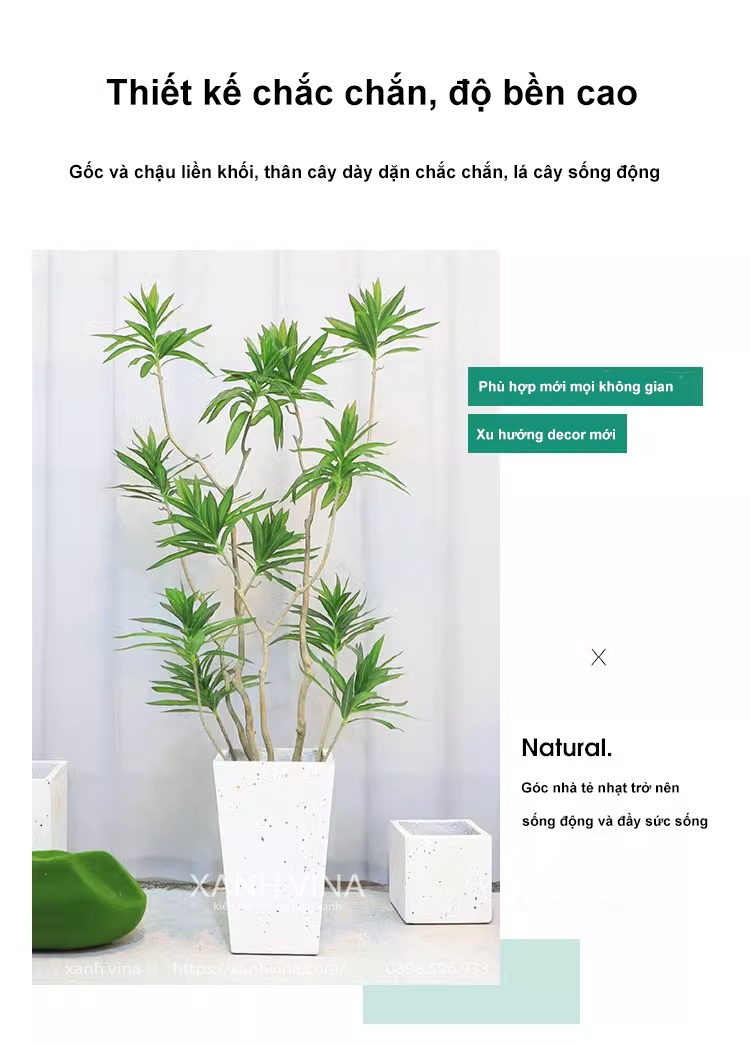 Thiết kế chắc chắn, độ bền cao
Gốc và chậu liền khối, thân cây dày dặn chắc chắn, lá cây sống động
Phù hợp mới mọi không gian
Xu hướng decor mới
X
Natural.
Góc nhà tẻ nhạt trở nên
sống động và đầy sức sống
XANH VINA
xanh vina https://xanhvina.com/ 0898.596.933